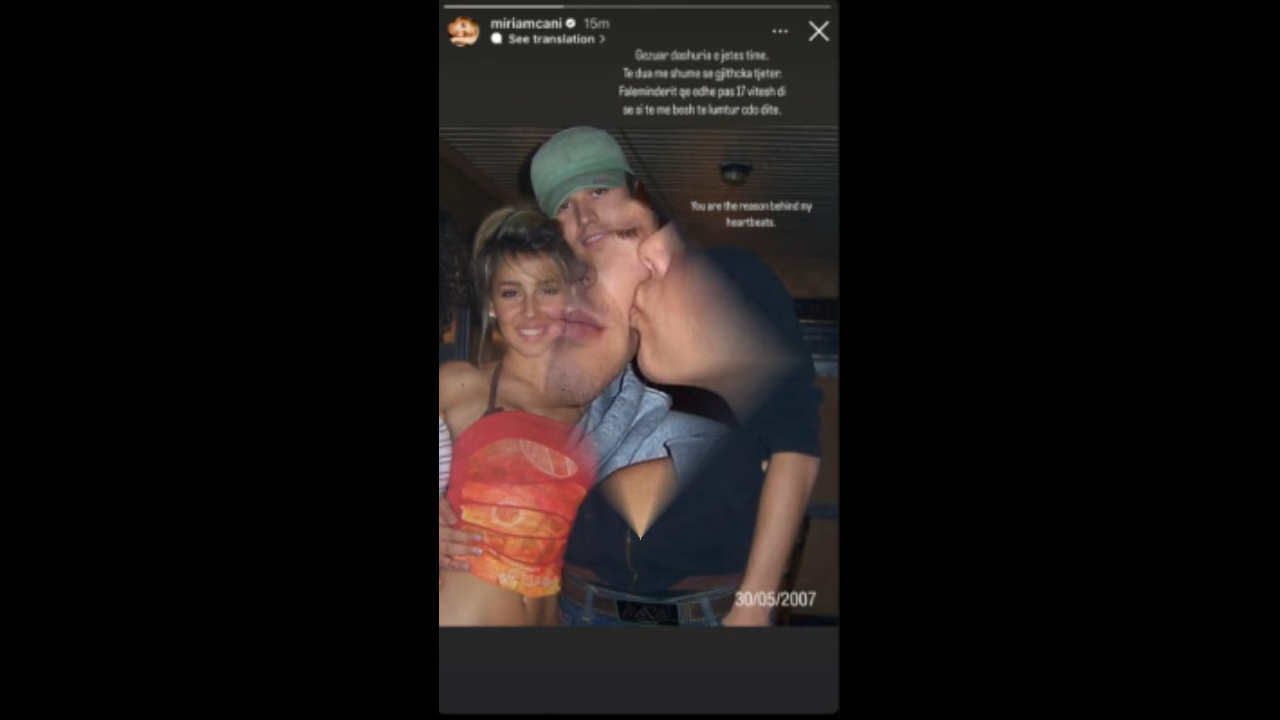 miriamcani 15m
See translation >
Gezuar dashuria e jetes time.
Te dua me shume se gjithcka tjeter.
Faleminderit qe edhe pas 17 vitesh di
se si te me besh te lumtur cdo dite.
You are the reason behind my
heartbeats.
30/05/2007